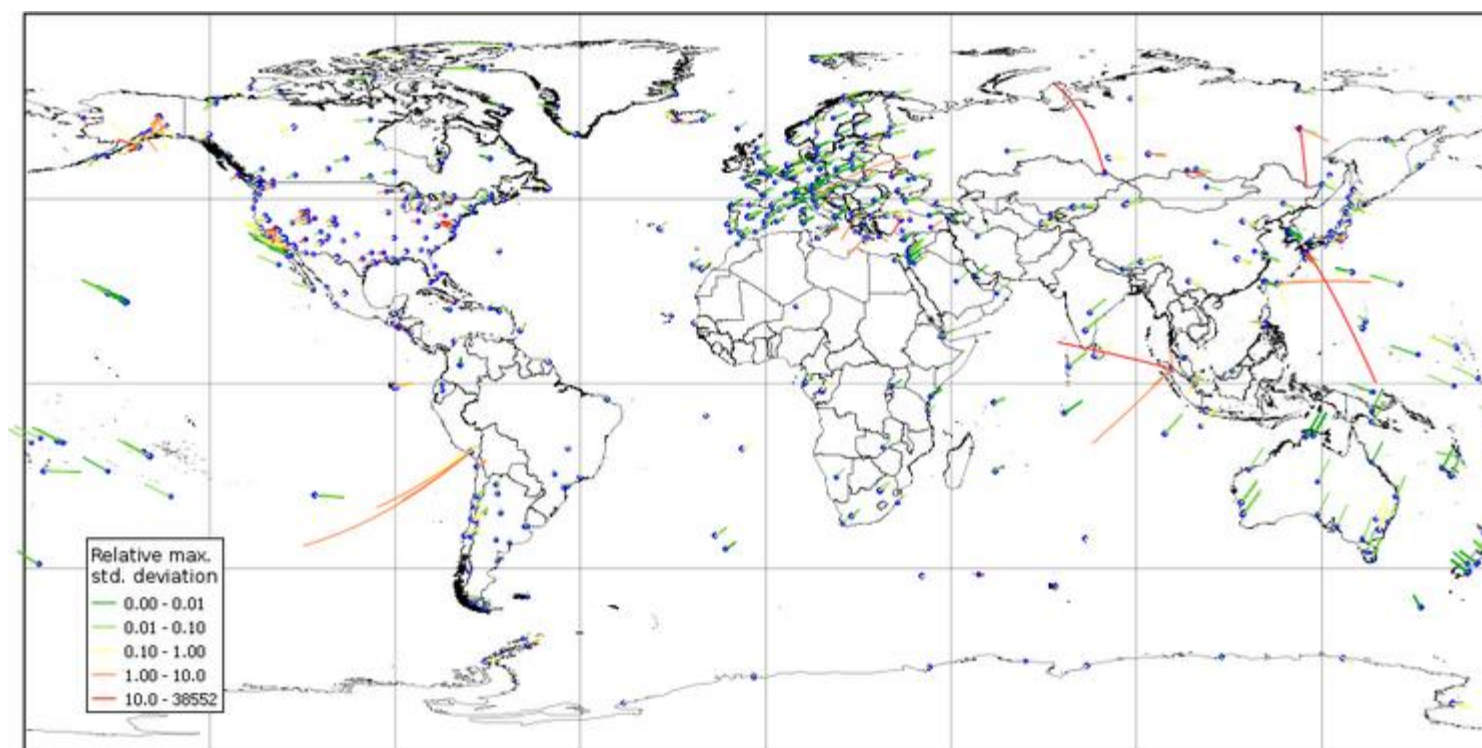 Relative max.
std. deviation
0.00 - 0.01
0.01 - 0.10
0.10 - 1.00
1.00 - 10.0
10.0 - 38552